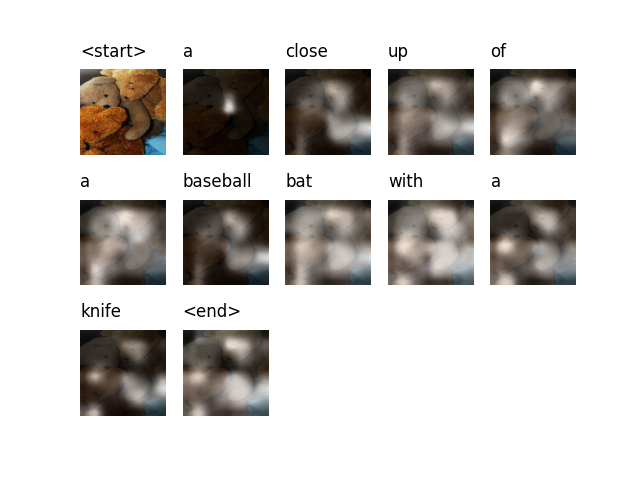 <start> a close up of
a baseball bat with a
knife <end>